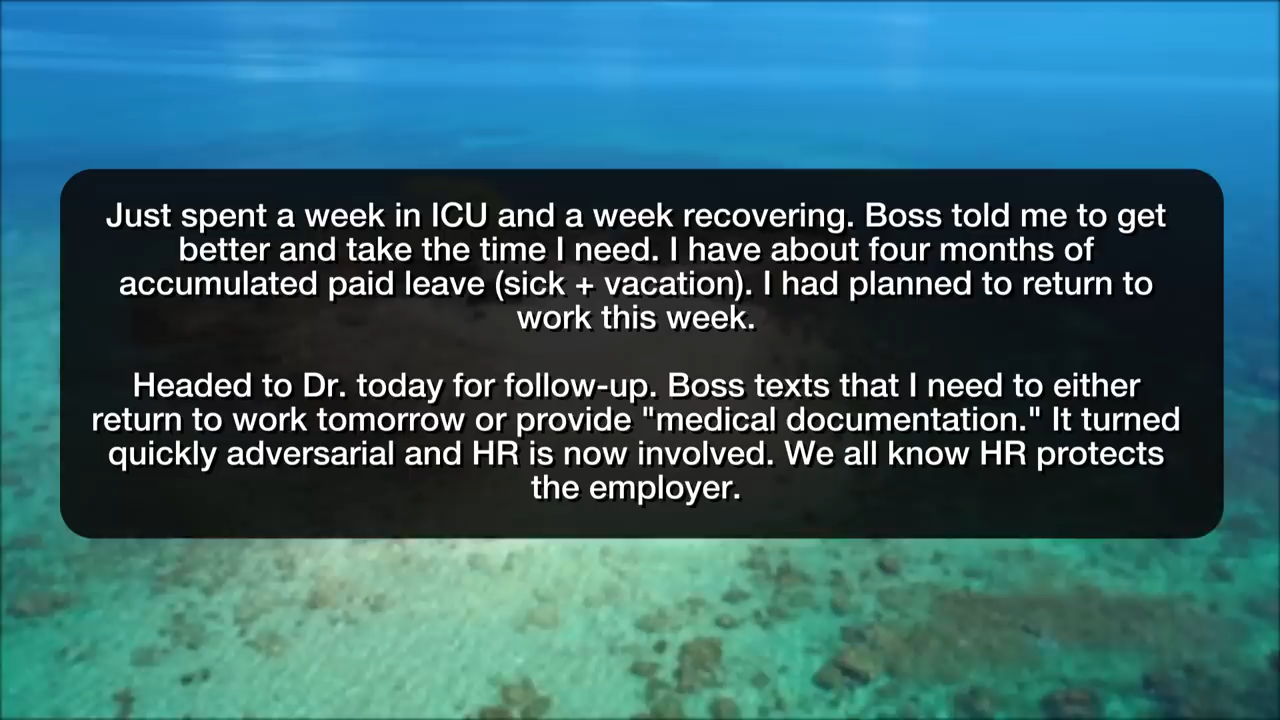 Just spent a week in ICU and a week recovering. Boss told me to get
better and take the time I need. I have about four months of
accumulated paid leave (sick + vacation). I had planned to return to
work this week.
Headed to Dr. today for follow-up. Boss texts that I need to either
return to work tomorrow or provide "medical documentation." It turned
quickly adversarial and HR is now involved. We all know HR protects
the employer.